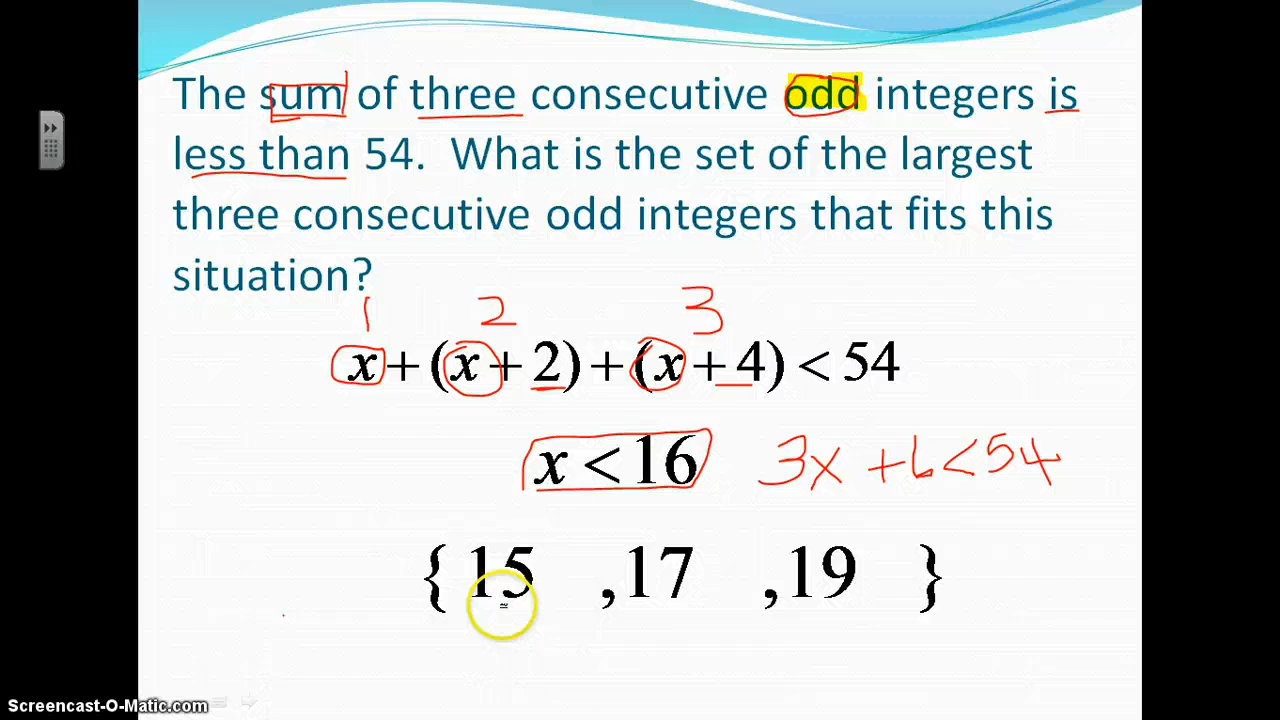 The sum of three consecutive odd integers is
less than 54. What is the set of the largest
three consecutive odd integers that fits this
situation?
1 2 3
x + (x + 2) + (x + 4) < 54
x < 16 3x + 6 < 54
{ 15 , 17 , 19 }
Screencast-O-Matic.com